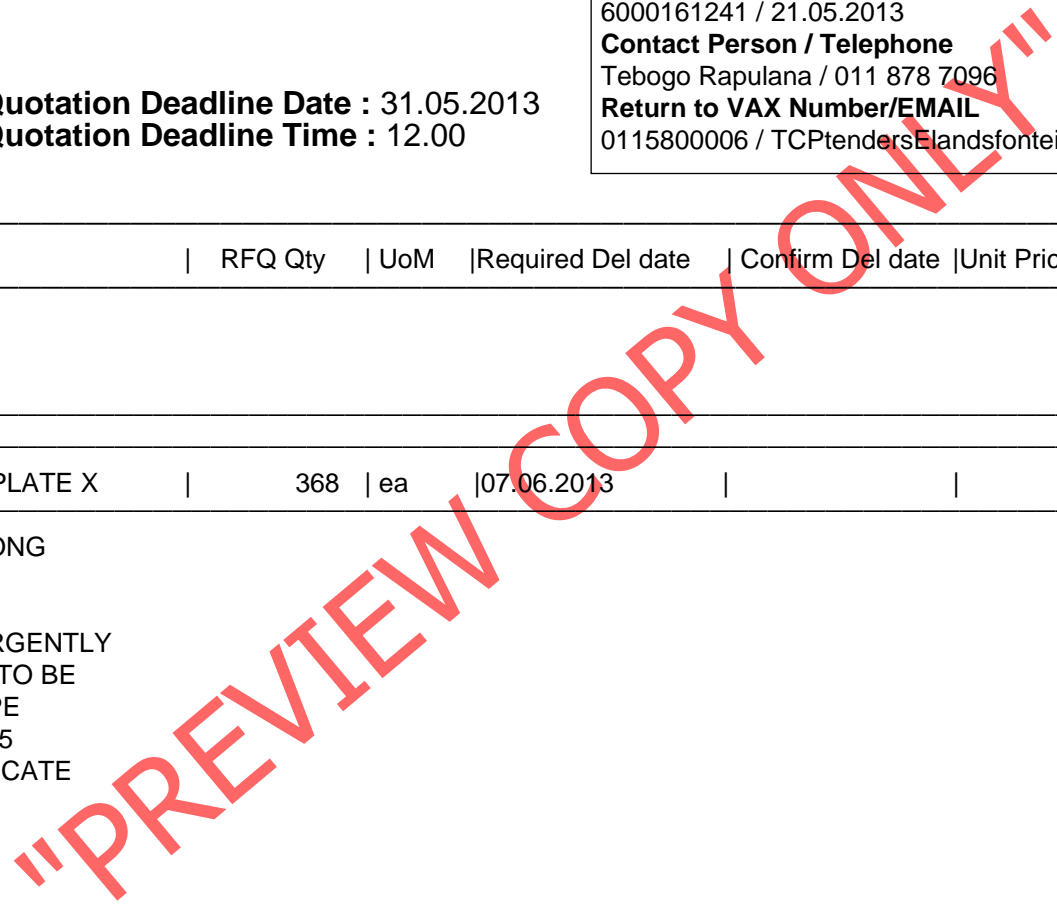 6000161241 / 21.05.2013
Contact Person / Telephone
Tebogo Rapulana / 011 878 7096
Return to VAX Number/EMAIL
0115800006 / TCPtendersElandsfontei
Quotation Deadline Date : 31.05.2013
Quotation Deadline Time : 12.00
| RFQ Qty | UoM |Required Del date | Confirm Del date |Unit Pric
PLATE X | 368 | ea |07.06.2013 | |
ONG
RGENTLY
TO BE
PE
5
CATE
"PREVIEW COPY ONLY"